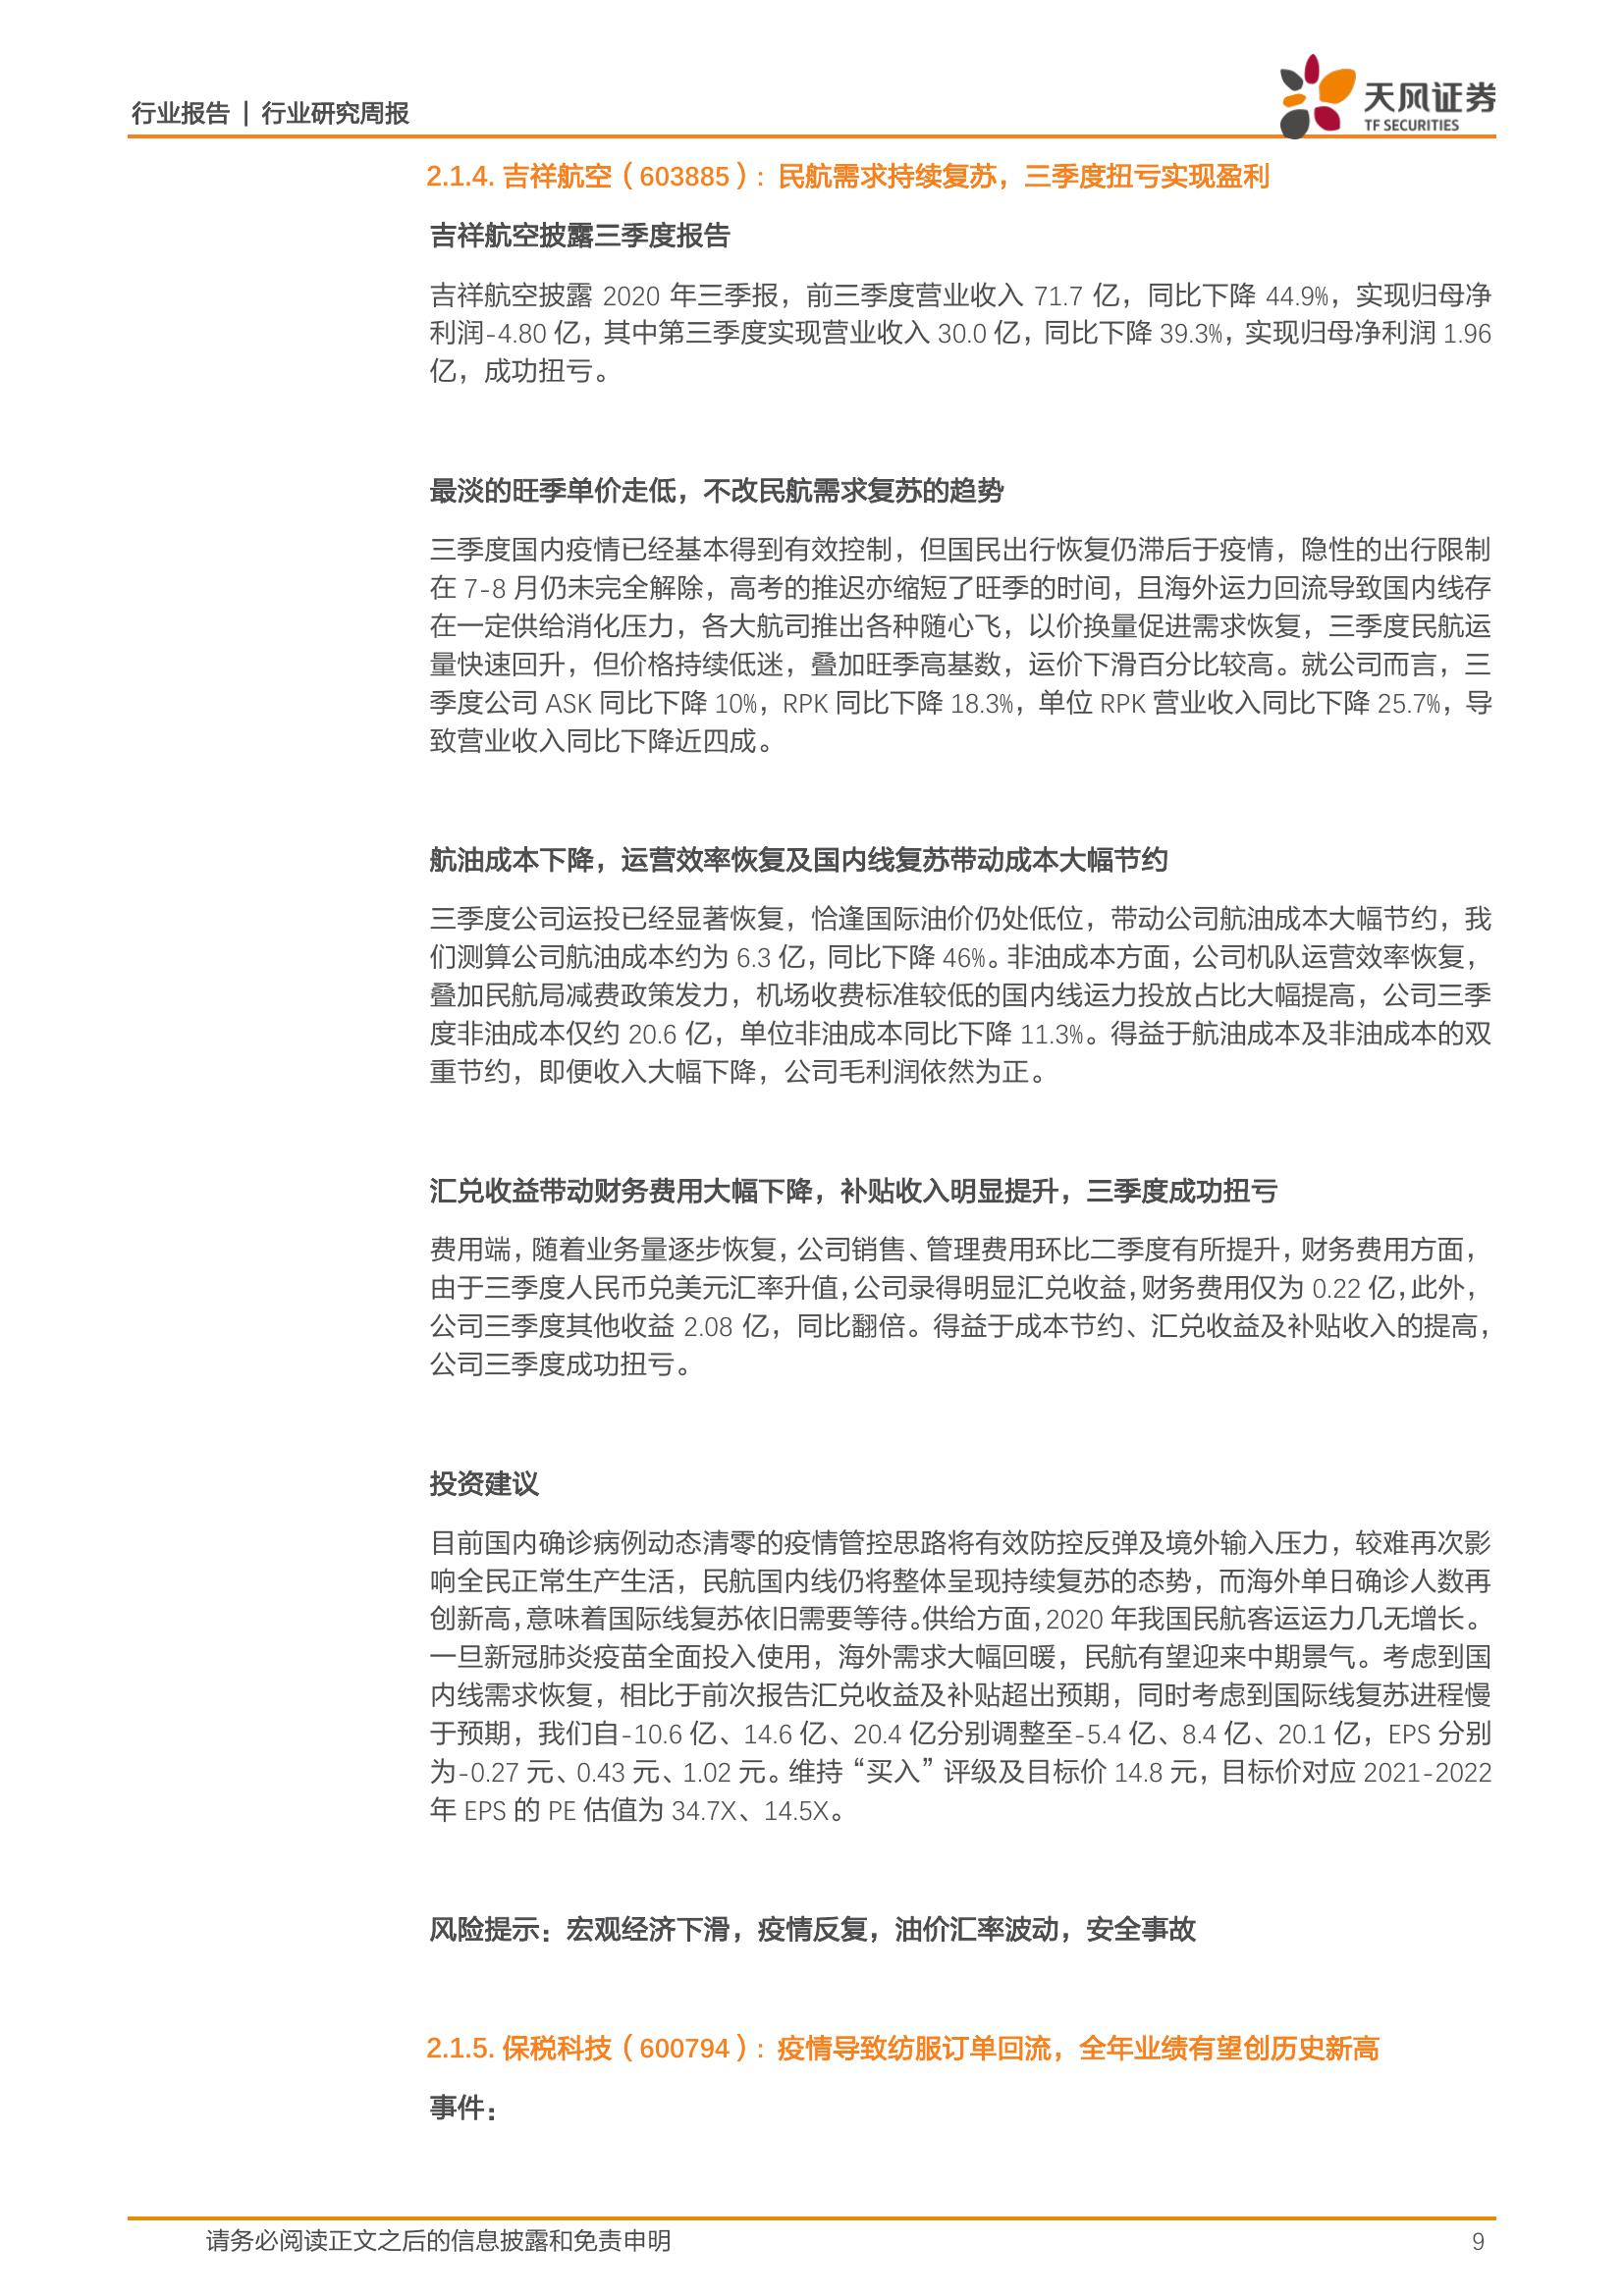 行业报告 | 行业研究周报
天风证券
TF SECURITIES
2.1.4. 吉祥航空（603885）：民航需求持续复苏，三季度扭亏实现盈利
吉祥航空披露三季度报告
吉祥航空披露 2020 年三季报，前三季度营业收入 71.7 亿，同比下降 44.9%，实现归母净
利润-4.80 亿，其中第三季度实现营业收入 30.0 亿，同比下降 39.3%，实现归母净利润 1.96
亿，成功扭亏。
最淡的旺季单价走低，不改民航需求复苏的趋势
三季度国内疫情已经基本得到有效控制，但国民出行恢复仍滞后于疫情，隐性的出行限制
在 7-8 月仍未完全解除，高考的推迟亦缩短了旺季的时间，且海外运力回流导致国内线存
在一定供给消化压力，各大航司推出各种随心飞，以价换量促进需求恢复，三季度民航运
量快速回升，但价格持续低迷，叠加旺季高基数，运价下滑百分比较高。就公司而言，三
季度公司 ASK 同比下降 10%，RPK 同比下降 18.3%，单位 RPK 营业收入同比下降 25.7%，导
致营业收入同比下降近四成。
航油成本下降，运营效率恢复及国内线复苏带动成本大幅节约
三季度公司运投已经显著恢复，恰逢国际油价仍处低位，带动公司航油成本大幅节约，我
们测算公司航油成本约为 6.3 亿，同比下降 46%。非油成本方面，公司机队运营效率恢复，
叠加民航局减费政策发力，机场收费标准较低的国内线运力投放占比大幅提高，公司三季
度非油成本仅约 20.6 亿，单位非油成本同比下降 11.3%。得益于航油成本及非油成本的双
重节约，即便收入大幅下降，公司毛利润依然为正。
汇兑收益带动财务费用大幅下降，补贴收入明显提升，三季度成功扭亏
费用端，随着业务量逐步恢复，公司销售、管理费用环比二季度有所提升，财务费用方面，
由于三季度人民币兑美元汇率升值，公司录得明显汇兑收益，财务费用仅为 0.22 亿，此外，
公司三季度其他收益 2.08 亿，同比翻倍。得益于成本节约、汇兑收益及补贴收入的提高，
公司三季度成功扭亏。
投资建议
目前国内确诊病例动态清零的疫情管控思路将有效防控反弹及境外输入压力，较难再次影
响全民正常生产生活，民航国内线仍将整体呈现持续复苏的态势，而海外单日确诊人数再
创新高，意味着国际线复苏依旧需要等待。供给方面，2020 年我国民航客运运力几无增长。
一旦新冠肺炎疫苗全面投入使用，海外需求大幅回暖，民航有望迎来中期景气。考虑到国
内线需求恢复，相比于前次报告汇兑收益及补贴超出预期，同时考虑到国际线复苏进程慢
于预期，我们自-10.6 亿、14.6 亿、20.4 亿分别调整至-5.4 亿、8.4 亿、20.1 亿，EPS 分别
为-0.27 元、0.43 元、1.02 元。维持“买入”评级及目标价 14.8 元，目标价对应 2021-2022
年 EPS 的 PE 估值为 34.7X、14.5X。
风险提示：宏观经济下滑，疫情反复，油价汇率波动，安全事故
2.1.5. 保税科技（600794）：疫情导致纺服订单回流，全年业绩有望创历史新高
事件：
请务必阅读正文之后的信息披露和免责申明
9